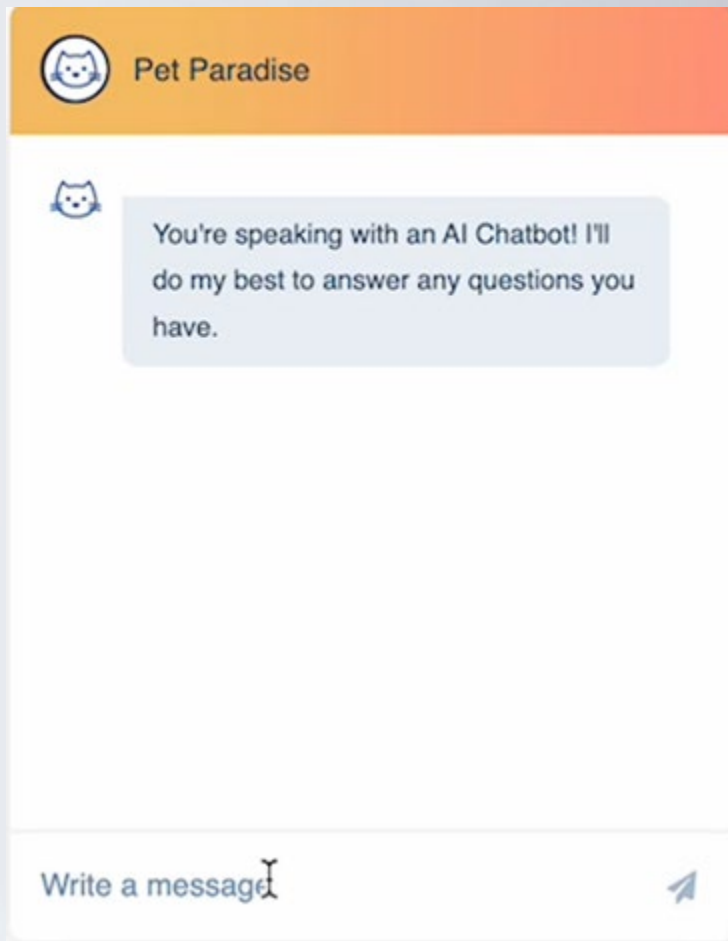 Pet Paradise
You're speaking with an AI Chatbot! I'll
do my best to answer any questions you
have.
Write a message